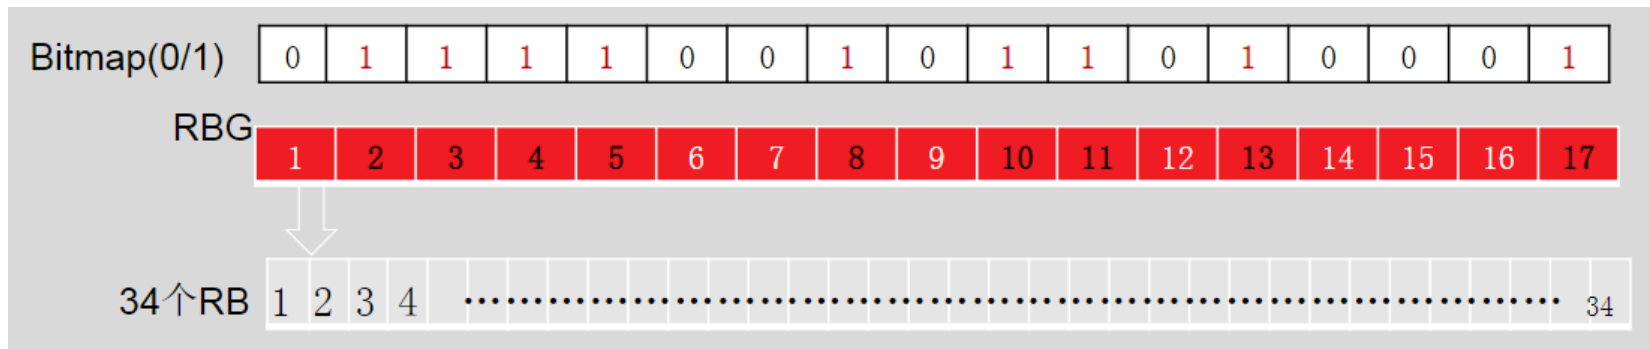 Bitmap(0/1) 0 1 1 1 1 0 0 1 0 1 1 0 1 0 0 0 1
RBG 1 2 3 4 5 6 7 8 9 10 11 12 13 14 15 16 17
34个RB 1 2 3 4 ⋯⋯⋯⋯⋯⋯⋯⋯⋯⋯⋯⋯⋯⋯⋯⋯⋯⋯⋯⋯⋯⋯⋯⋯⋯⋯ 34